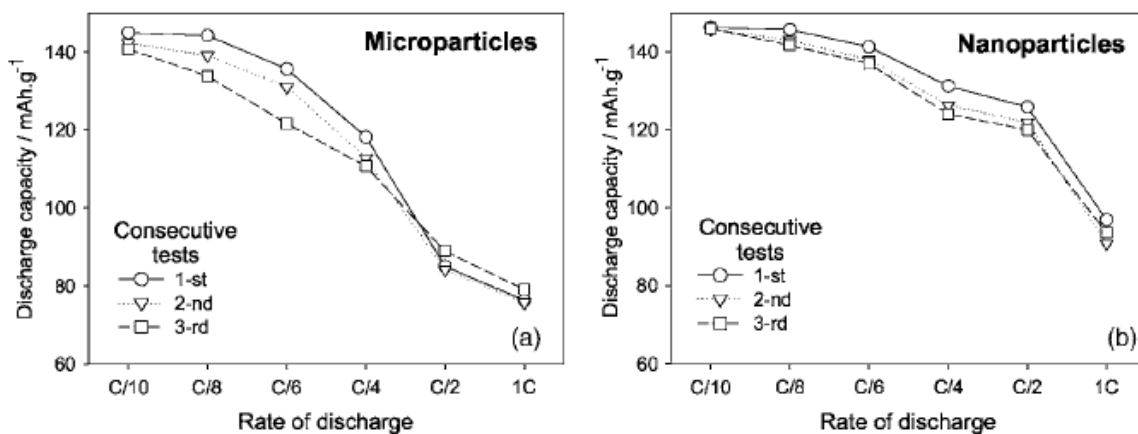 Microparticles
Discharge capacity / mAh.g⁻¹
140
120
100
80
60
Consecutive
tests
1-st
2-nd
3-rd
(a)
C/10 C/8 C/6 C/4 C/2 1C
Rate of discharge
Nanoparticles
Discharge capacity / mAh.g⁻¹
140
120
100
80
60
Consecutive
tests
1-st
2-nd
3-rd
(b)
C/10 C/8 C/6 C/4 C/2 1C
Rate of discharge